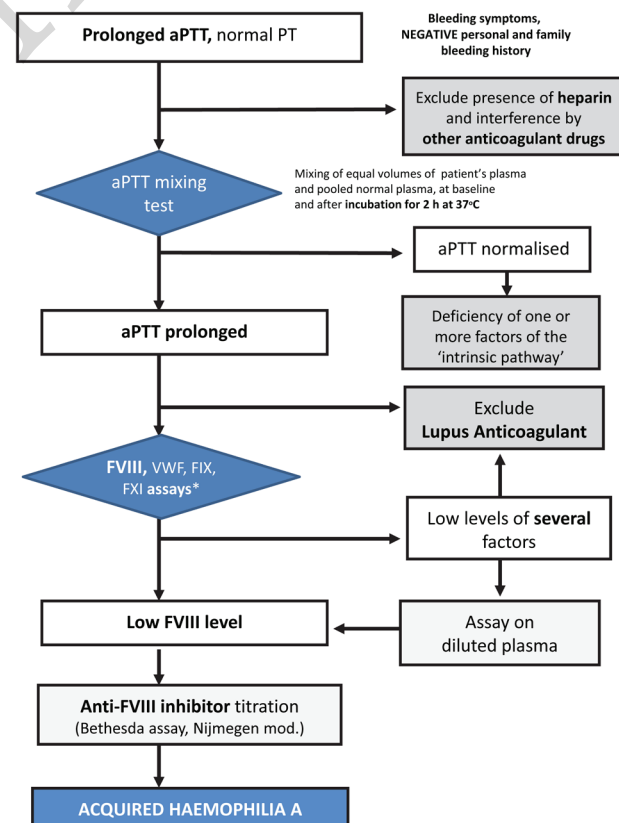 Prolonged aPTT, normal PT
Bleeding symptoms,
NEGATIVE personal and family
bleeding history
Exclude presence of heparin
and interference by
other anticoagulant drugs
aPTT mixing
test
Mixing of equal volumes of patient's plasma
and pooled normal plasma, at baseline
and after incubation for 2 h at 37ºC
aPTT normalised
aPTT prolonged
Deficiency of one or
more factors of the
'intrinsic pathway'
Exclude
Lupus Anticoagulant
FVIII, VWF, FIX,
FXI assays*
Low levels of several
factors
Low FVIII level
Assay on
diluted plasma
Anti-FVIII inhibitor titration
(Bethesda assay, Nijmegen mod.)
ACQUIRED HAEMOPHILIA A